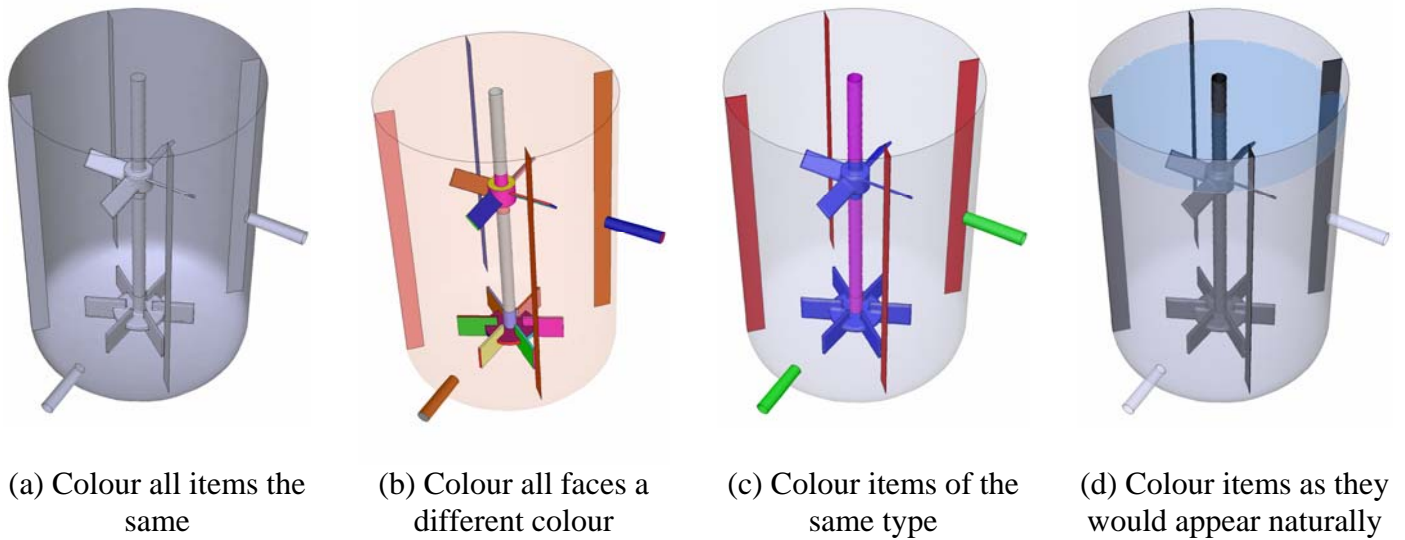 (a) Colour all items the
same
(b) Colour all faces a
different colour
(c) Colour items of the
same type
(d) Colour items as they
would appear naturally